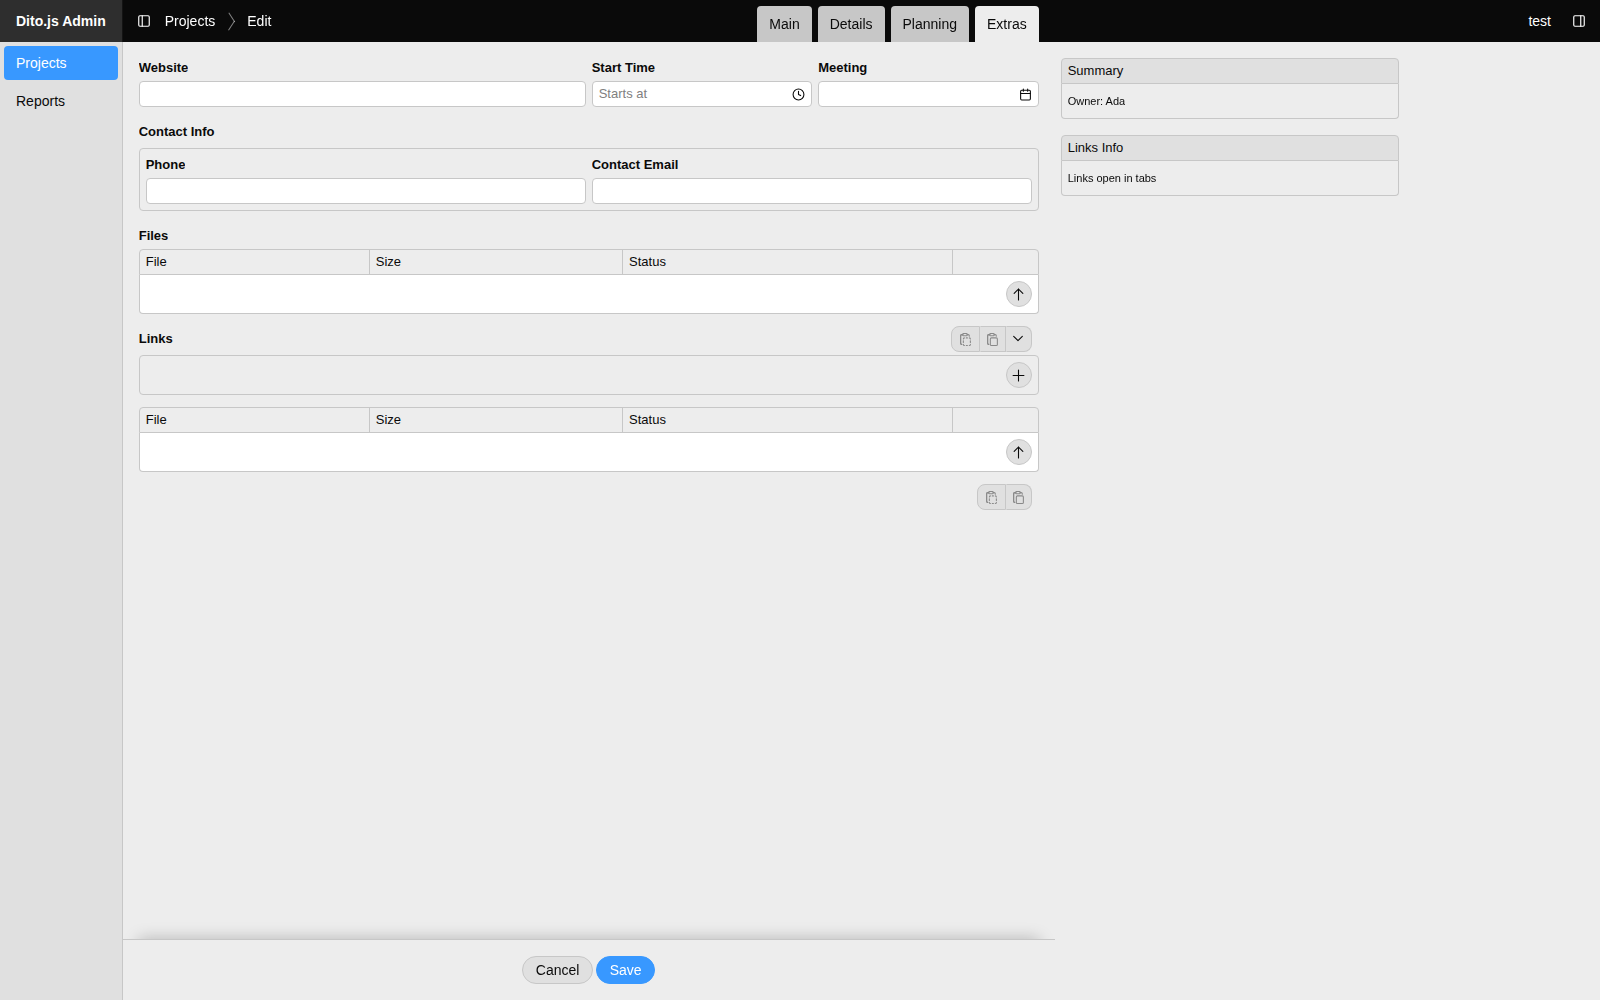 Dito.js Admin
Projects
Edit
Main
Details
Planning
Extras
test
Projects
Reports
Website
Start Time
Meeting
Starts at
Contact Info
Phone
Contact Email
Files
File
Size
Status
Links
File
Size
Status
Summary
Owner: Ada
Links Info
Links open in tabs
Cancel
Save